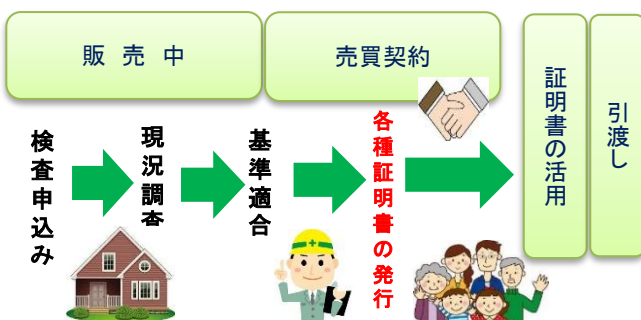 販売中
売買契約
検査申込み
現況調査
基準適合
各種証明書の発行
証明書の活用
引渡し